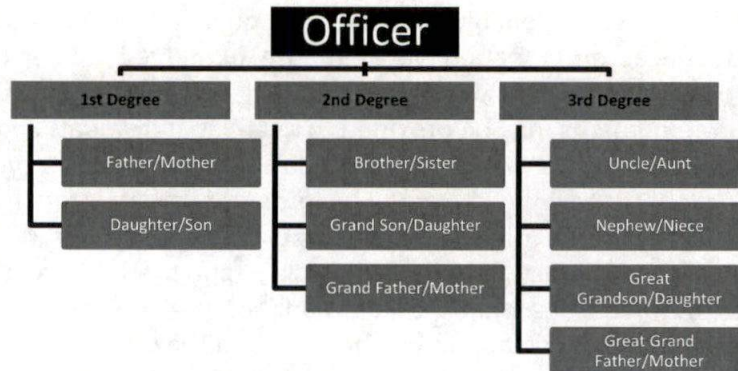 Officer
1st Degree
2nd Degree
3rd Degree
Father/Mother
Daughter/Son
Brother/Sister
Grand Son/Daughter
Grand Father/Mother
Uncle/Aunt
Nephew/Niece
Great
Grandson/Daughter
Great Grand
Father/Mother